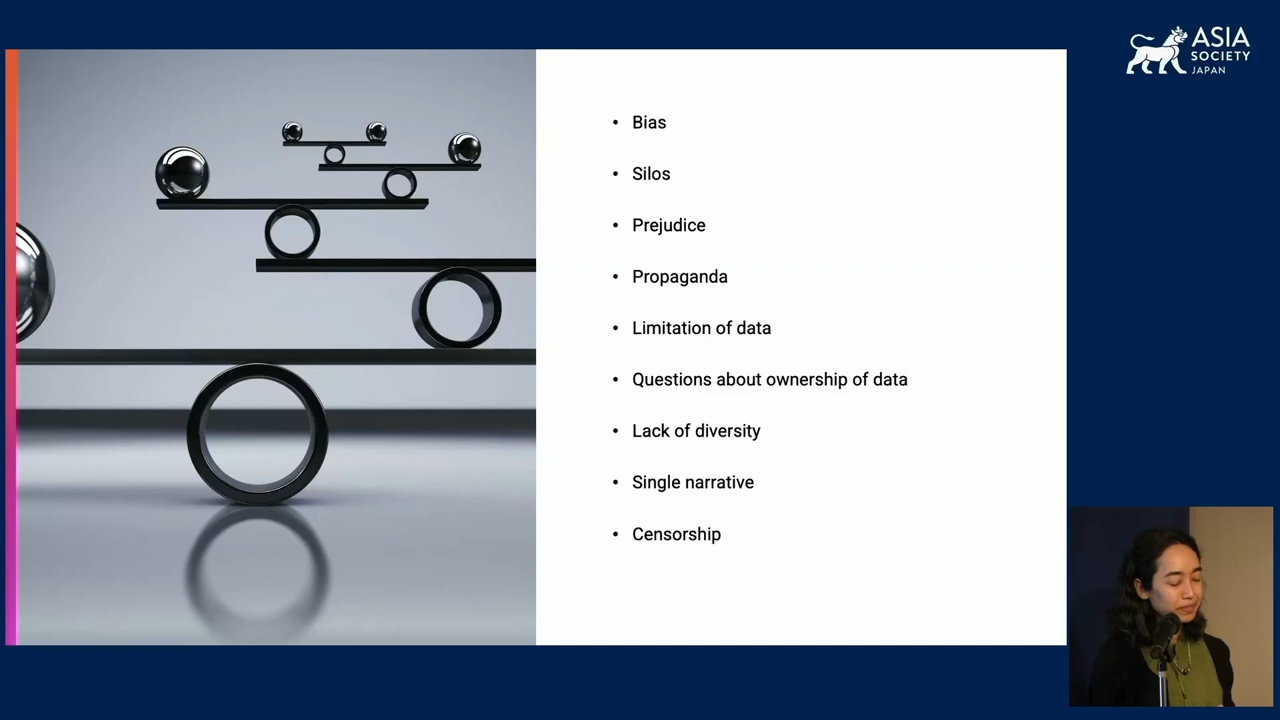 ASIA
SOCIETY
JAPAN
• Bias
• Silos
• Prejudice
• Propaganda
• Limitation of data
• Questions about ownership of data
• Lack of diversity
• Single narrative
• Censorship